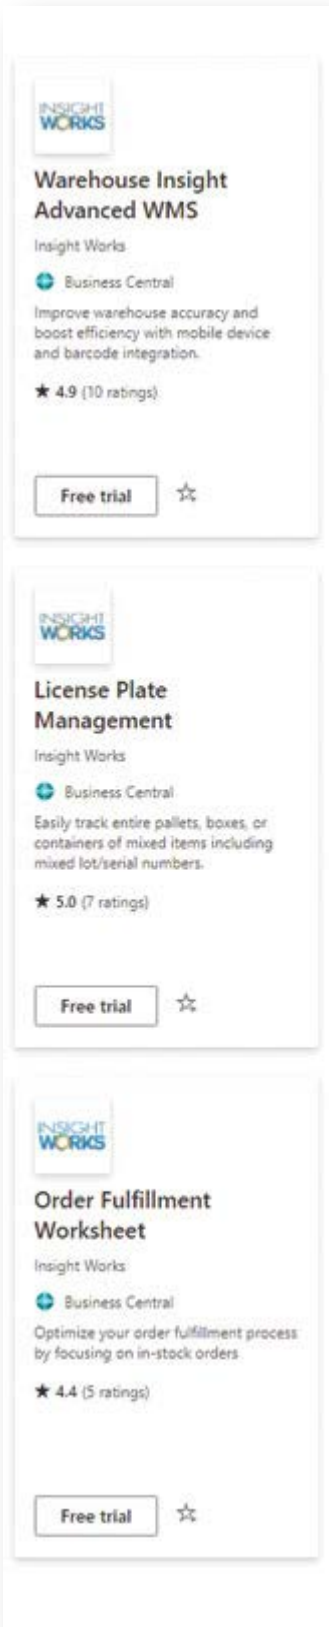 INSIGHT
WORKS
Warehouse Insight
Advanced WMS
Insight Works
Business Central
Improve warehouse accuracy and
boost efficiency with mobile device
and barcode integration.
★ 4.9 (10 ratings)
Free trial
INSIGHT
WORKS
License Plate
Management
Insight Works
Business Central
Easily track entire pallets, boxes, or
containers of mixed items including
mixed lot/serial numbers.
★ 5.0 (7 ratings)
Free trial
INSIGHT
WORKS
Order Fulfillment
Worksheet
Insight Works
Business Central
Optimize your order fulfillment process
by focusing on in-stock orders
★ 4.4 (5 ratings)
Free trial